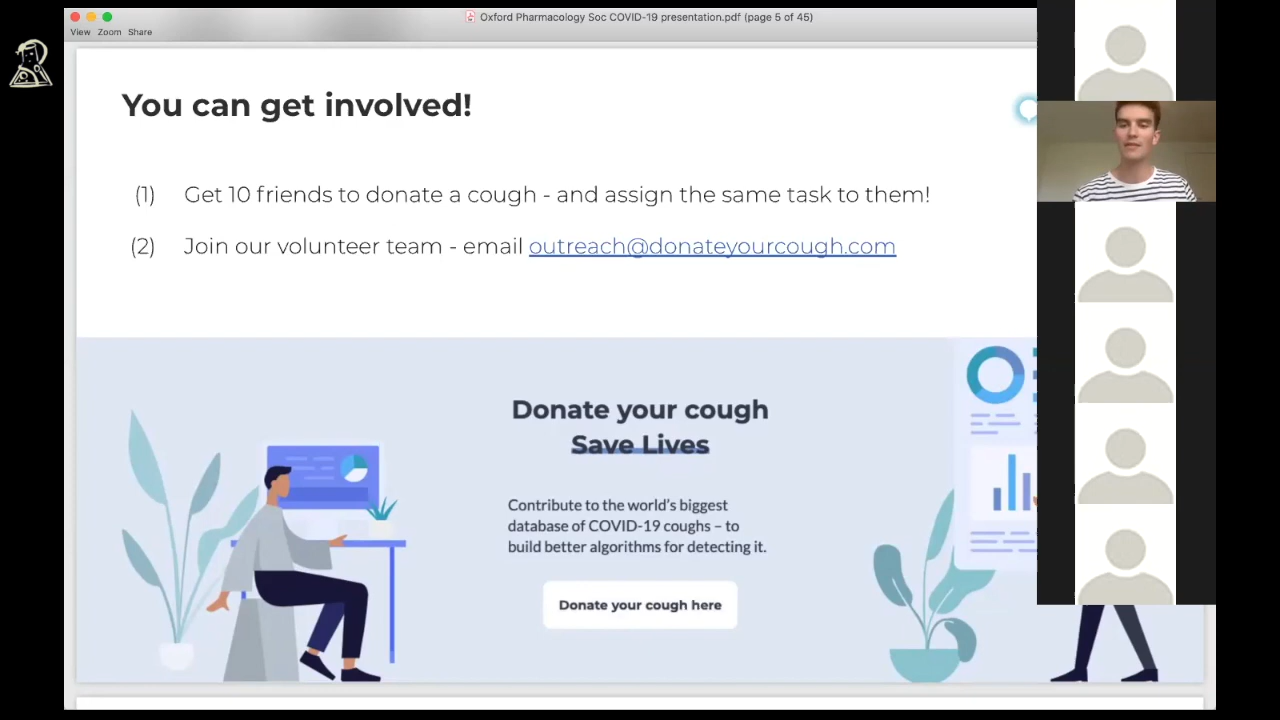 Oxford Pharmacology Soc COVID-19 presentation.pdf (page 5 of 45)
View Zoom Share
You can get involved!
(1) Get 10 friends to donate a cough - and assign the same task to them!
(2) Join our volunteer team - email outreach@donateyourcough.com
Donate your cough
Save Lives
Contribute to the world's biggest
database of COVID-19 coughs – to
build better algorithms for detecting it.
Donate your cough here